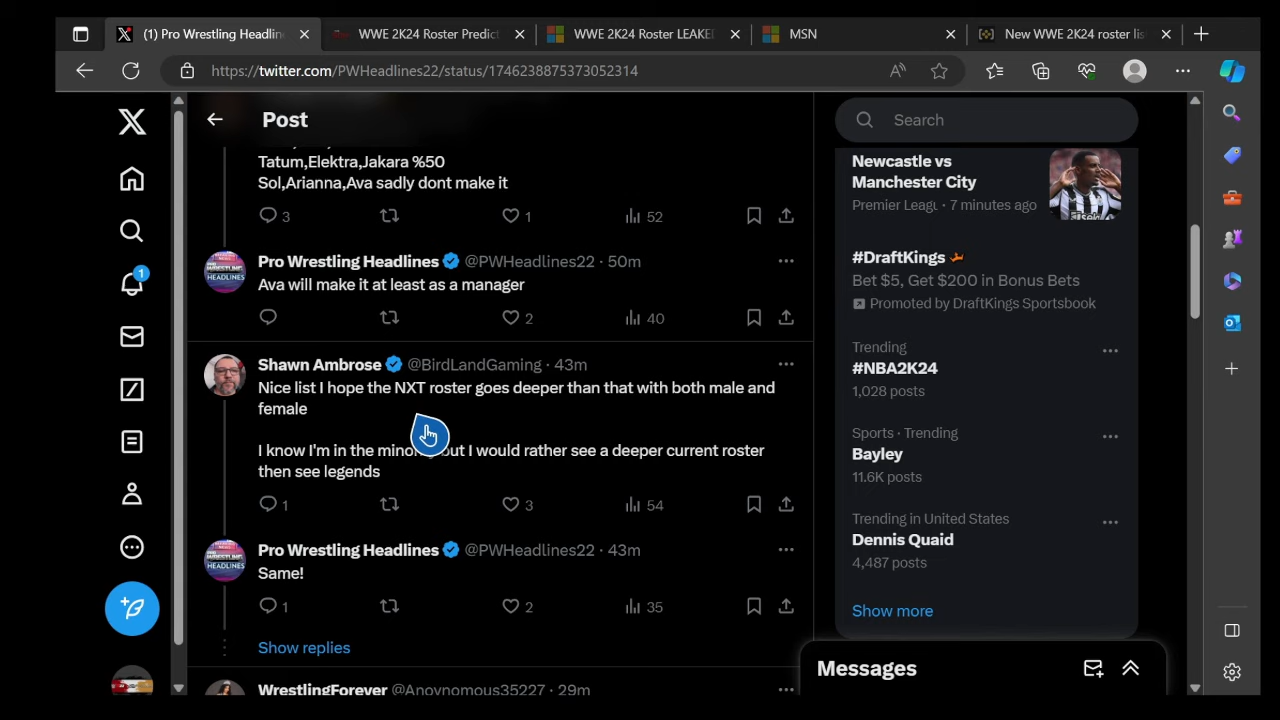 (1) Pro Wrestling Headlin
WWE 2K24 Roster Predict
WWE 2K24 Roster LEAKED
MSN
New WWE 2K24 roster lis
https://twitter.com/PWHeadlines22/status/1746238875373052314
Post
Search
Tatum,Elektra,Jakara %50
Sol,Arianna,Ava sadly dont make it
3
1
52
Pro Wrestling Headlines @PWHeadlines22 · 50m
Ava will make it at least as a manager
2
40
Shawn Ambrose @BirdLandGaming · 43m
Nice list I hope the NXT roster goes deeper than that with both male and
female
I know I'm in the but I would rather see a deeper current roster
then see legends
1
3
54
Pro Wrestling Headlines @PWHeadlines22 · 43m
Same!
1
2
35
Show replies
WrestlingForever @Anoynomous35227 · 29m
1
Newcastle vs
Manchester City
Premier Leagu · 7 minutes ago
#DraftKings
Bet $5, Get $200 in Bonus Bets
Promoted by DraftKings Sportsbook
Trending
#NBA2K24
1,028 posts
Sports · Trending
Bayley
11.6K posts
Trending in United States
Dennis Quaid
4,487 posts
Show more
Messages